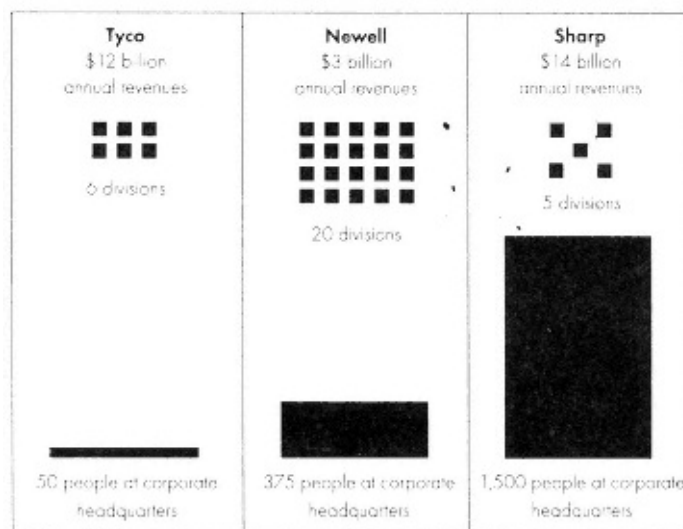 Tyco
$12 billion
annual revenues
6 divisions
50 people at corporate
headquarters
Newell
$3 billion
annual revenues
20 divisions
375 people at corporate
headquarters
Sharp
$14 billion
annual revenues
5 divisions
1,500 people at corporate
headquarters